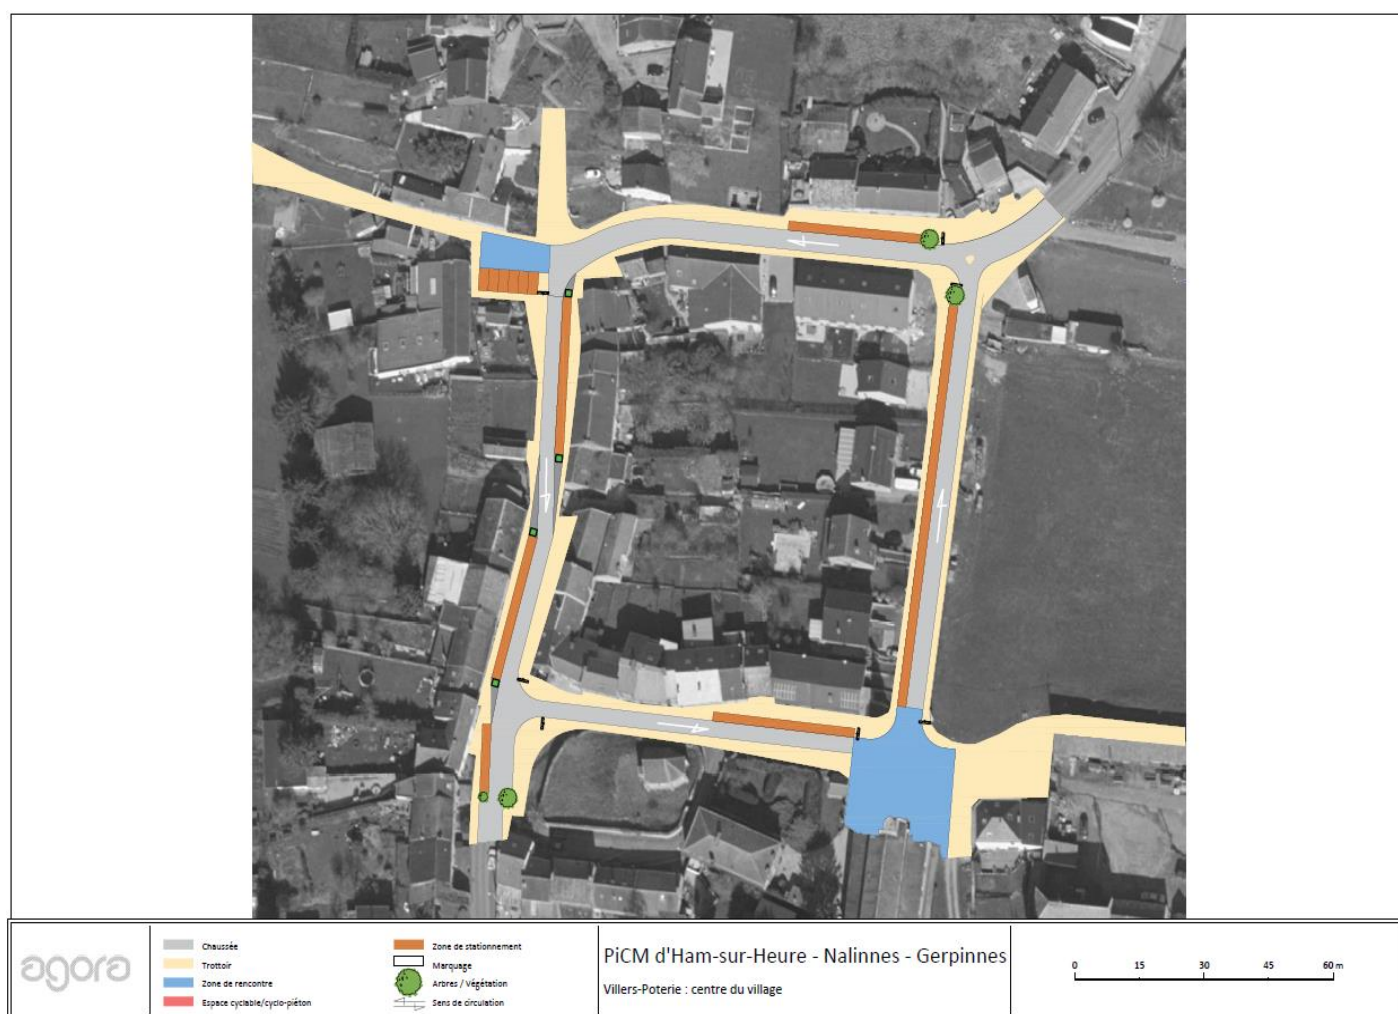 agora
Chaussée
Trottoir
Zone de rencontre
Espace cyclable/cyclo-piéton
Zone de stationnement
Marquage
Arbres / Végétation
Sens de circulation
PiCM d'Ham-sur-Heure - Nalinnes - Gerpinnes
Villers-Poterie : centre du village
0 15 30 45 60 m